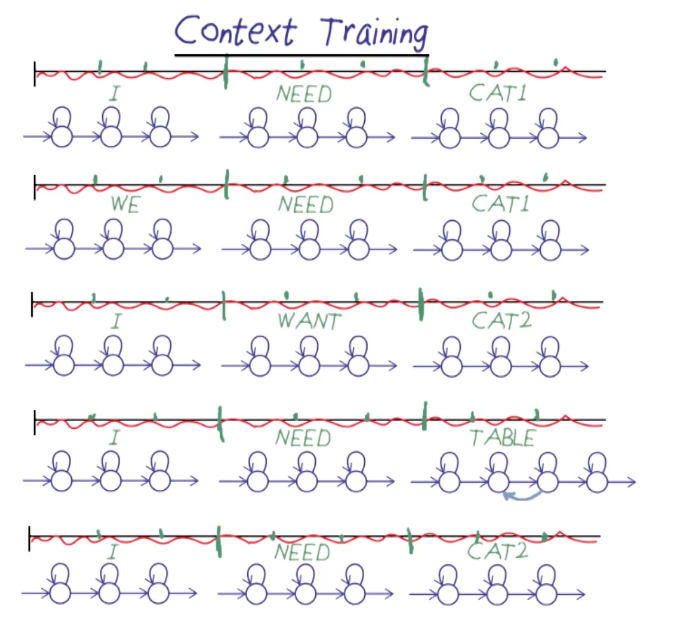 Context Training
I NEED CAT1
WE NEED CAT1
I WANT CAT2
I NEED TABLE
I NEED CAT2